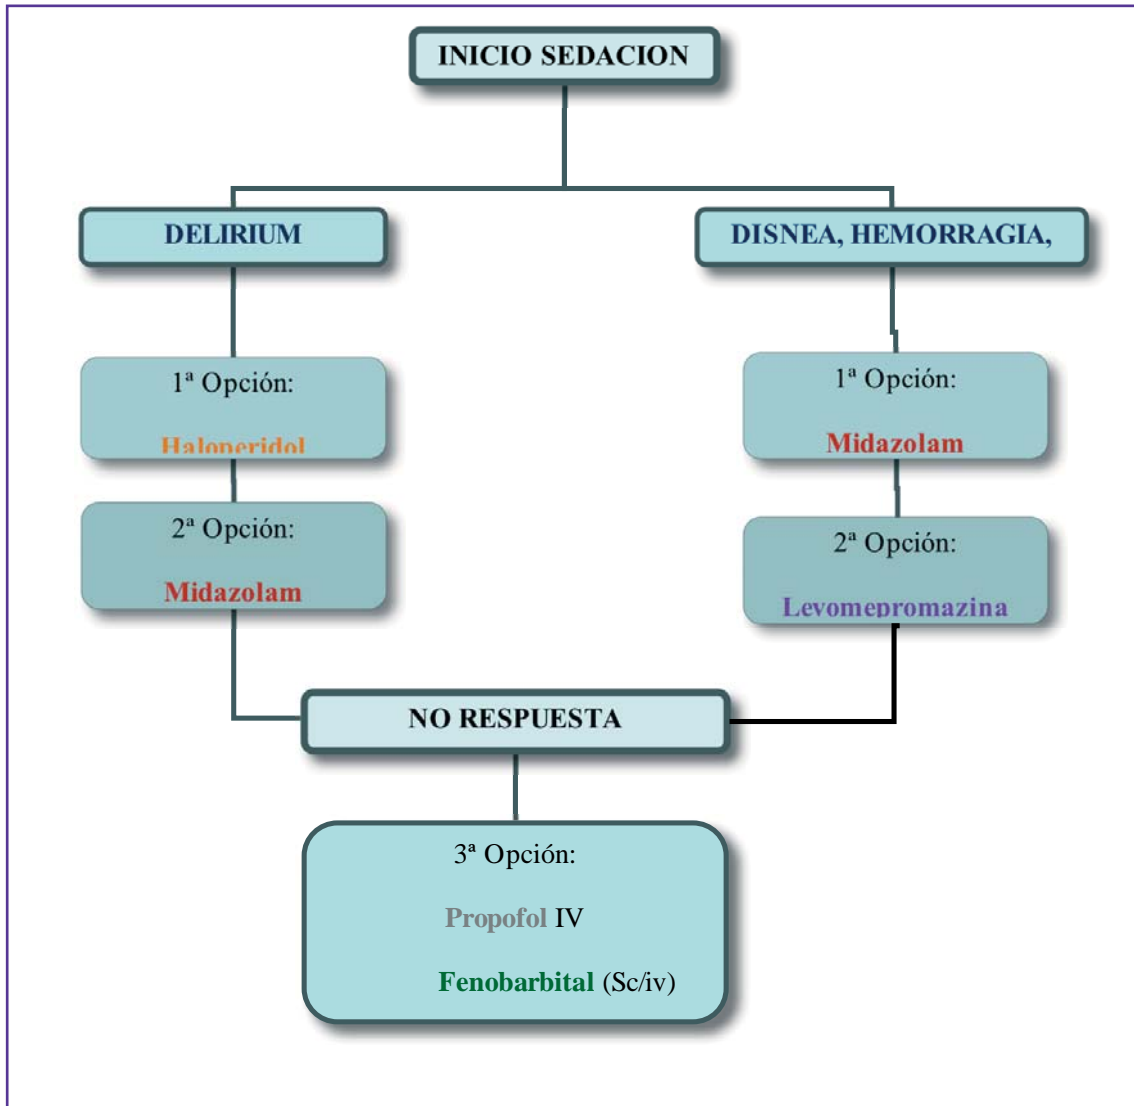 INICIO SEDACION
DELIRIUM
DISNEA, HEMORRAGIA,
1ª Opción:
Haloperidol
1ª Opción:
Midazolam
2ª Opción:
Midazolam
2ª Opción:
Levomepromazina
NO RESPUESTA
3ª Opción:
Propofol IV
Fenobarbital (Sc/iv)